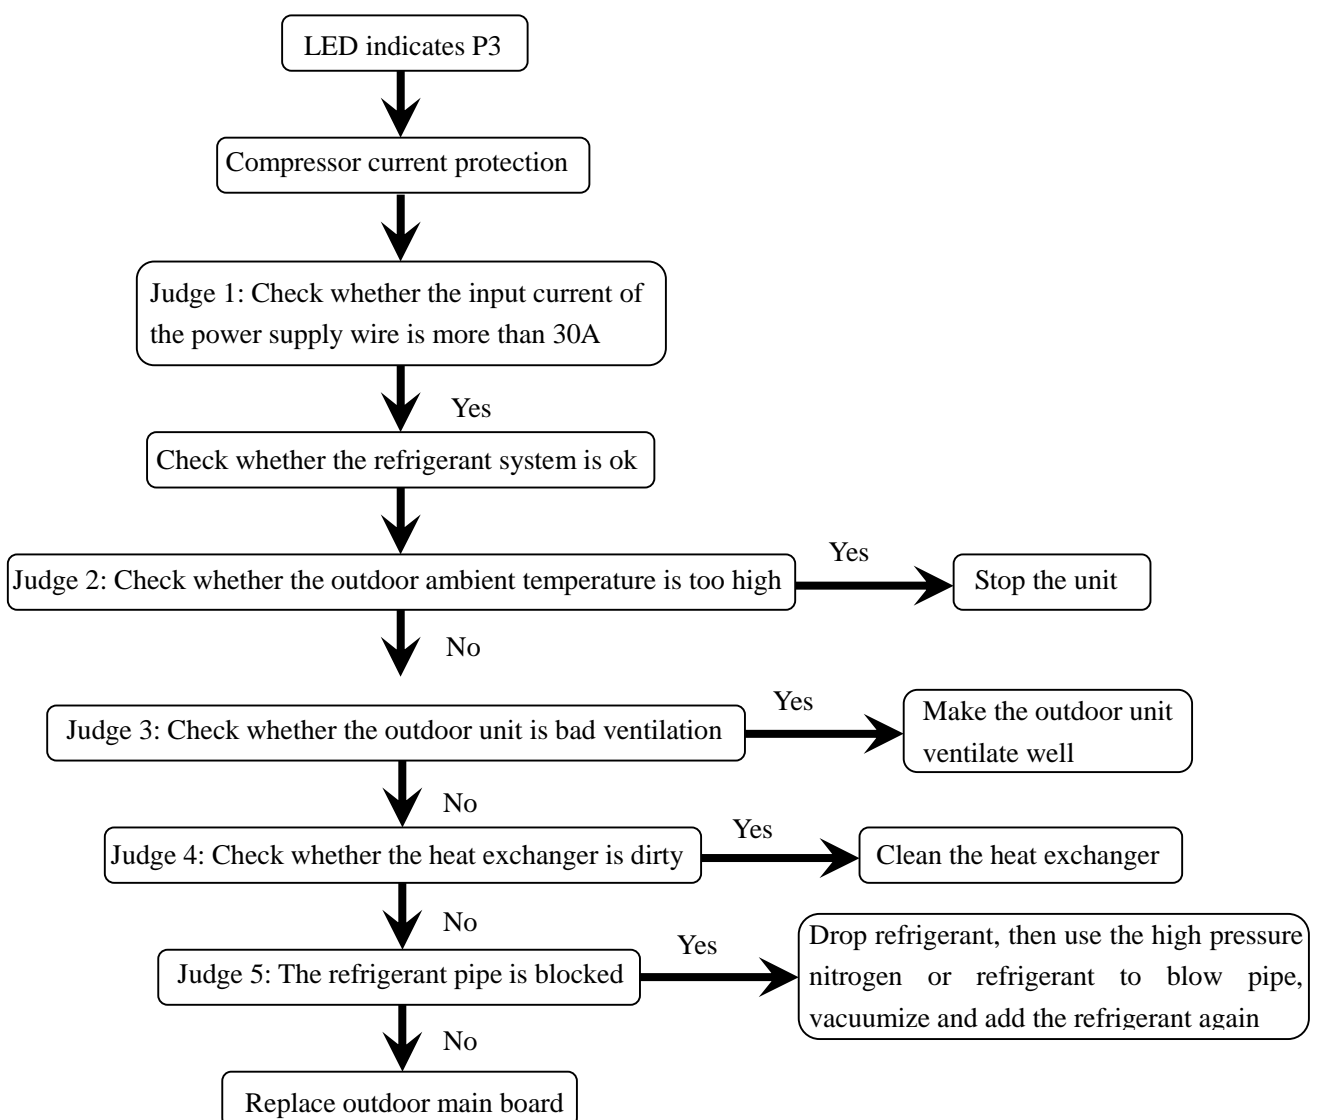 LED indicates P3
Compressor current protection
Judge 1: Check whether the input current of
the power supply wire is more than 30A
Yes
Check whether the refrigerant system is ok
Judge 2: Check whether the outdoor ambient temperature is too high
Yes
Stop the unit
No
Judge 3: Check whether the outdoor unit is bad ventilation
Yes
Make the outdoor unit
ventilate well
No
Judge 4: Check whether the heat exchanger is dirty
Yes
Clean the heat exchanger
No
Judge 5: The refrigerant pipe is blocked
Yes
Drop refrigerant, then use the high pressure
nitrogen or refrigerant to blow pipe,
vacuumize and add the refrigerant again
No
Replace outdoor main board